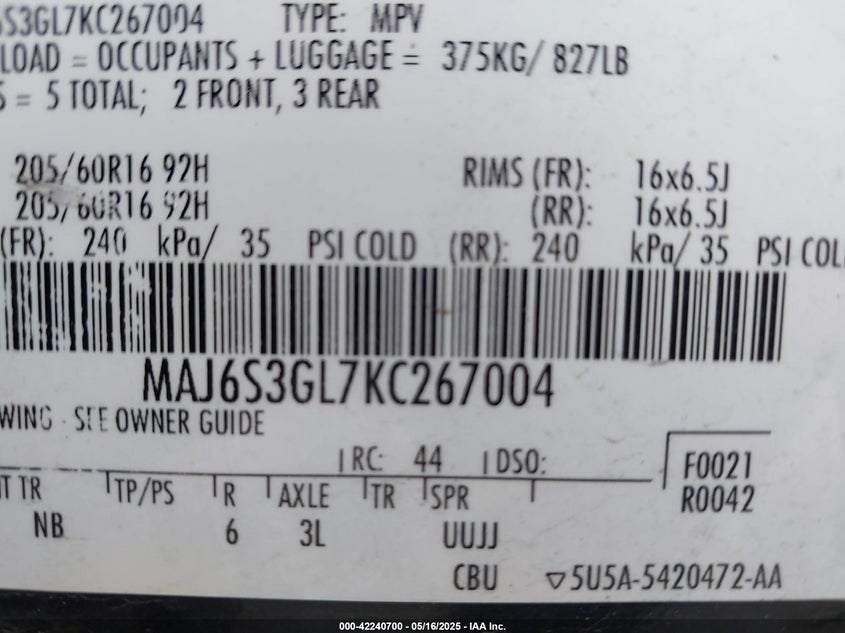 6S3GL7KC267004 TYPE: MPV
LOAD = OCCUPANTS + LUGGAGE = 375KG/ 827LB
S = 5 TOTAL; 2 FRONT, 3 REAR
205/60R16 92H RIMS (FR): 16x6.5J
205/60R16 92H (RR): 16x6.5J
(FR): 240 kPa/ 35 PSI COLD (RR): 240 kPa/ 35 PSI COL
MAJ6S3GL7KC267004
WING - SEE OWNER GUIDE
RC: 44 DSO:
F0021
T TR TP/PS R AXLE TR SPR
R0042
NB 6 3L UUJJ
CBU ▽5U5A-5420472-AA
000-42240700 - 05/16/2025 - IAA Inc.